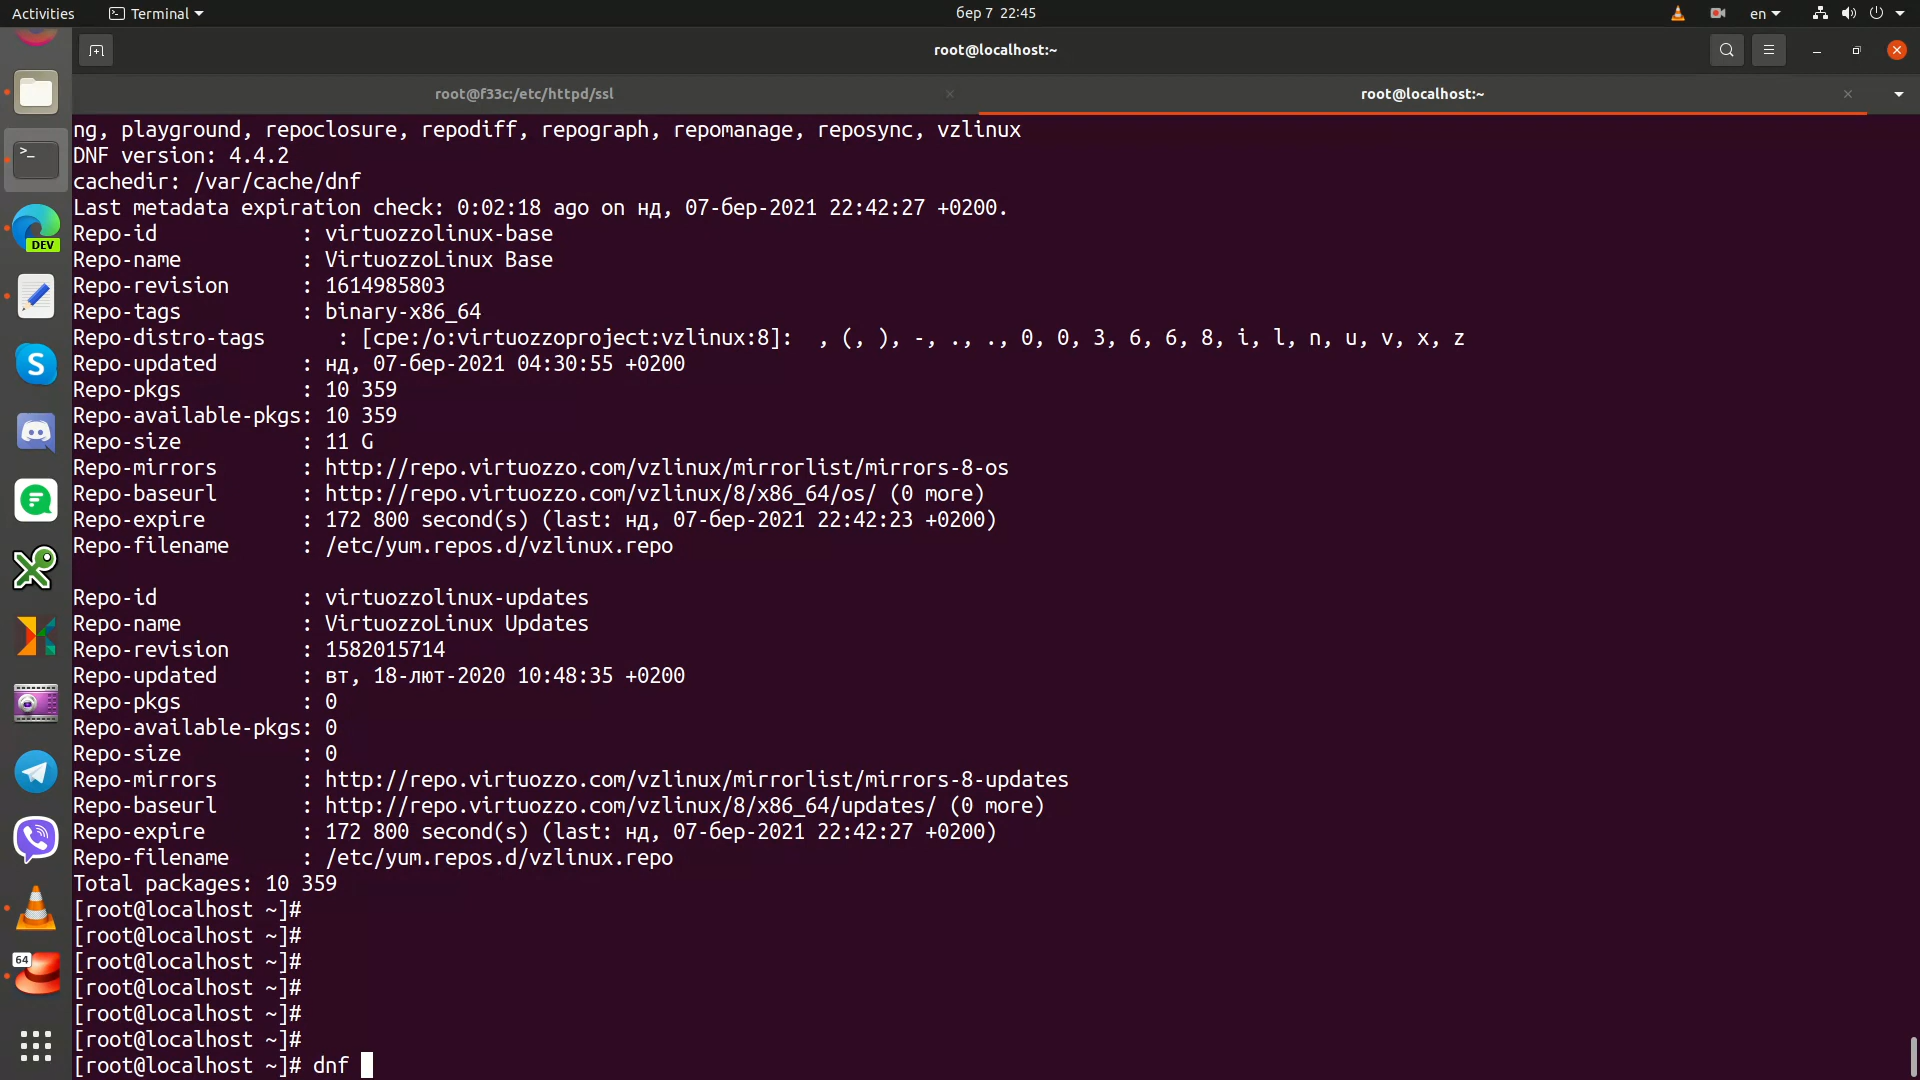 Activities
Terminal
бер 7 22:45
en
root@localhost:~
root@f33c:/etc/httpd/ssl
root@localhost:~
ng, playground, repoclosure, repodiff, repograph, repomanage, reposync, vzlinux
DNF version: 4.4.2
cachedir: /var/cache/dnf
Last metadata expiration check: 0:02:18 ago on нд, 07-бер-2021 22:42:27 +0200.
Repo-id            : virtuozzolinux-base
Repo-name          : VirtuozzoLinux Base
Repo-revision      : 1614985803
Repo-tags          : binary-x86_64
Repo-distro-tags      : [cpe:/o:virtuozzoproject:vzlinux:8]:  , (, ), -, ., ., 0, 0, 3, 6, 6, 8, i, l, n, u, v, x, z
Repo-updated       : нд, 07-бер-2021 04:30:55 +0200
Repo-pkgs          : 10 359
Repo-available-pkgs: 10 359
Repo-size          : 11 G
Repo-mirrors       : http://repo.virtuozzo.com/vzlinux/mirrorlist/mirrors-8-os
Repo-baseurl       : http://repo.virtuozzo.com/vzlinux/8/x86_64/os/ (0 more)
Repo-expire        : 172 800 second(s) (last: нд, 07-бер-2021 22:42:23 +0200)
Repo-filename      : /etc/yum.repos.d/vzlinux.repo
Repo-id            : virtuozzolinux-updates
Repo-name          : VirtuozzoLinux Updates
Repo-revision      : 1582015714
Repo-updated       : вт, 18-лют-2020 10:48:35 +0200
Repo-pkgs          : 0
Repo-available-pkgs: 0
Repo-size          : 0
Repo-mirrors       : http://repo.virtuozzo.com/vzlinux/mirrorlist/mirrors-8-updates
Repo-baseurl       : http://repo.virtuozzo.com/vzlinux/8/x86_64/updates/ (0 more)
Repo-expire        : 172 800 second(s) (last: нд, 07-бер-2021 22:42:27 +0200)
Repo-filename      : /etc/yum.repos.d/vzlinux.repo
Total packages: 10 359
[root@localhost ~]#
[root@localhost ~]#
[root@localhost ~]#
[root@localhost ~]#
[root@localhost ~]#
[root@localhost ~]#
[root@localhost ~]# dnf
DEV
S
64